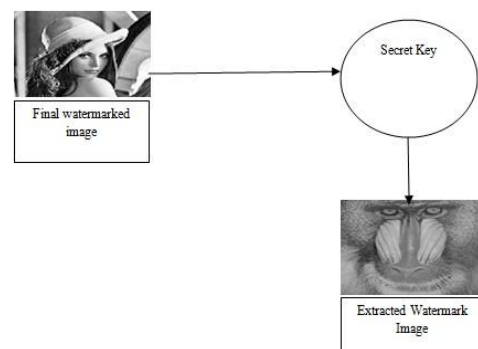 Secret Key
Final watermarked
image
Extracted Watermark
Image